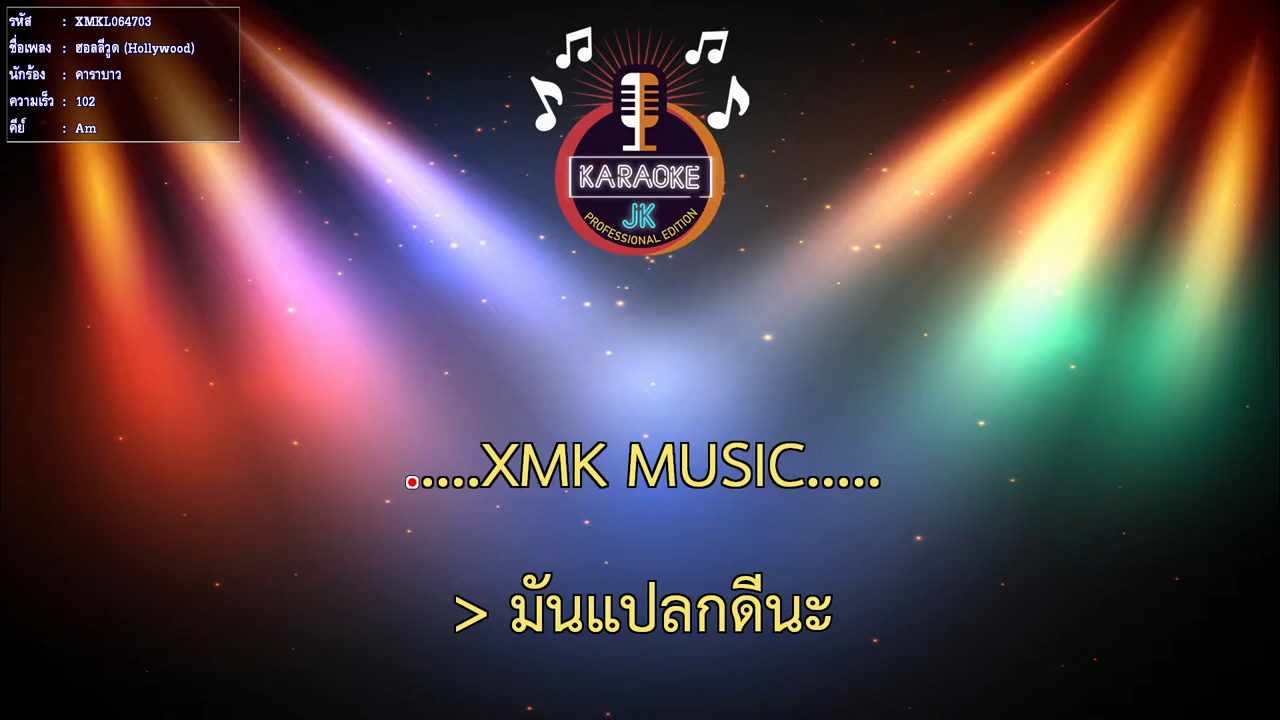 รหัส : XMKL064703
ชื่อเพลง : ฮอลลีวูด (Hollywood)
นักร้อง : คาราบาว
ความเร็ว : 102
คีย์ : Am
KARAOKE
JK
PROFESSIONAL EDITION
.....XMK MUSIC.....
> มันแปลกดีนะ